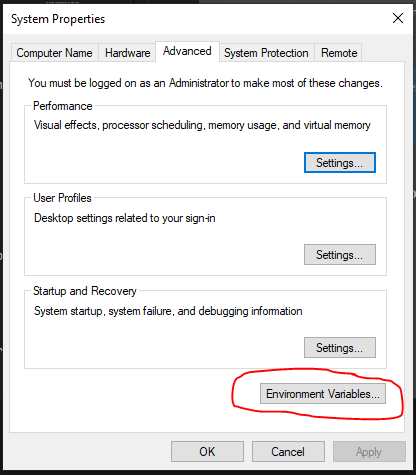 System Properties
Computer Name Hardware Advanced System Protection Remote
You must be logged on as an Administrator to make most of these changes.
Performance
Visual effects, processor scheduling, memory usage, and virtual memory
Settings...
User Profiles
Desktop settings related to your sign-in
Settings...
Startup and Recovery
System startup, system failure, and debugging information
Settings...
Environment Variables...
OK Cancel Apply